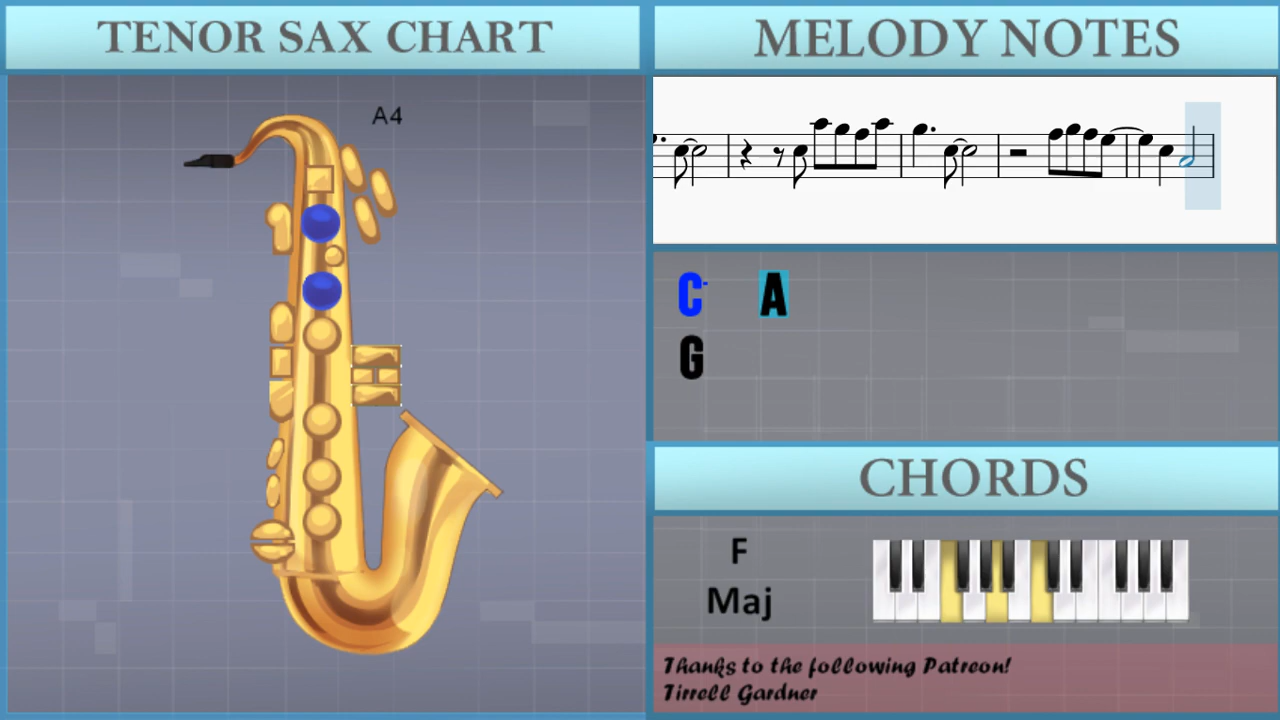 TENOR SAX CHART
A4
MELODY NOTES
C- A
G
CHORDS
F
Maj
Thanks to the following Patreon!
Tirrell Gardner